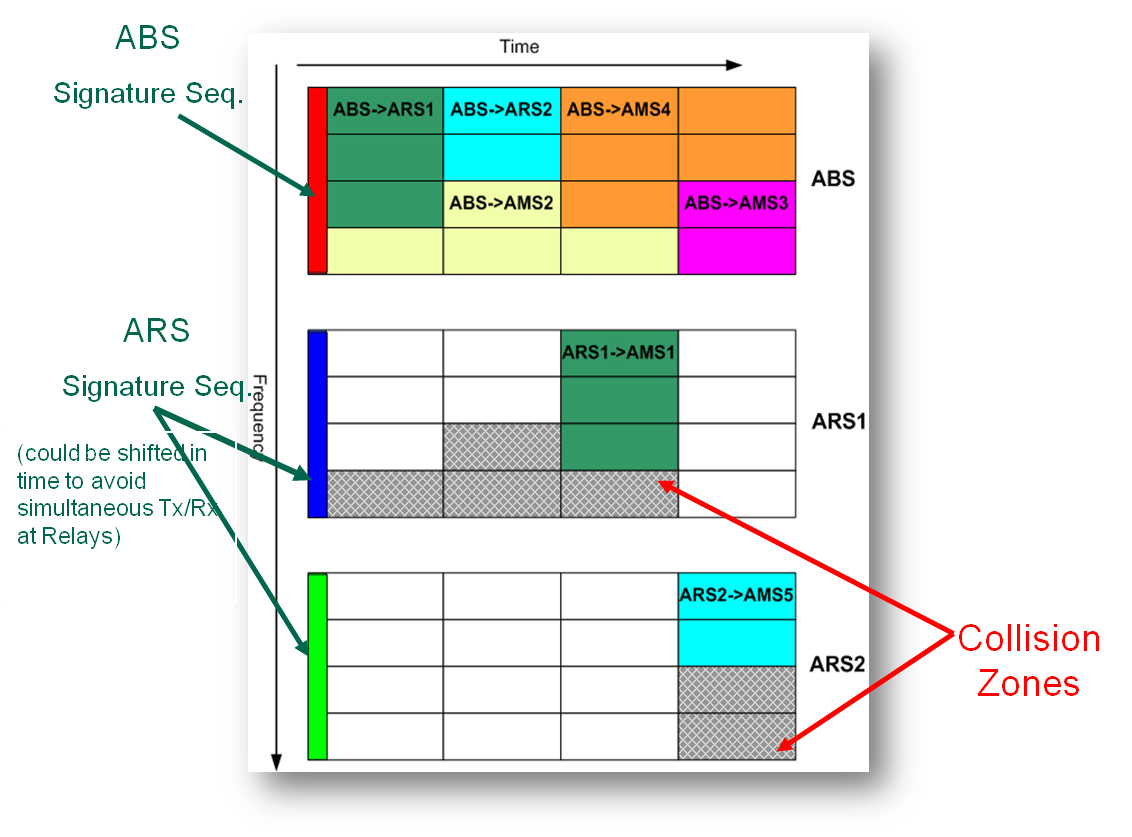 ABS
Signature Seq.
Time
ABS->ARS1
ABS->ARS2
ABS->AMS4
ABS
ABS->AMS2
ABS->AMS3
ARS
Signature Seq.
Frequenc
(could be shifted in
time to avoid
simultaneous Tx/Rx
at Relays)
ARS1->AMS1
ARS1
ARS2->AMS5
ARS2
Collision
Zones